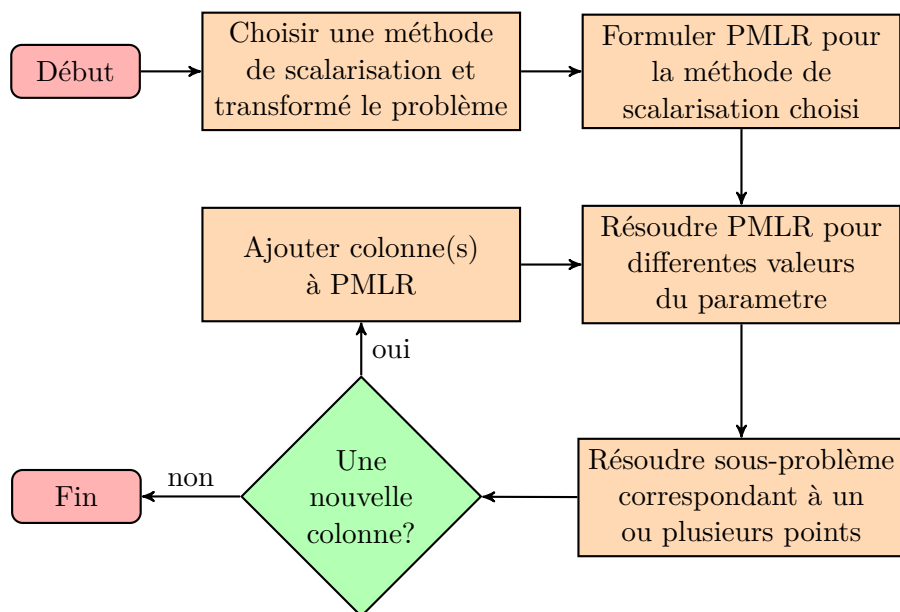 Début
Choisir une méthode
de scalarisation et
transformé le problème
Formuler PMLR pour
la méthode de
scalarisation choisi
Ajouter colonne(s)
à PMLR
Résoudre PMLR pour
differentes valeurs
du parametre
oui
Une
nouvelle
colonne?
non
Fin
Résoudre sous-problème
correspondant à un
ou plusieurs points